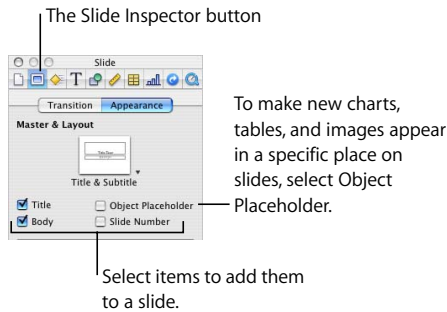 The Slide Inspector button
Slide
T
Transition Appearance
Master & Layout
Title & Subtitle
Title
Object Placeholder
Body
Slide Number
To make new charts,
tables, and images appear
in a specific place on
slides, select Object
Placeholder.
Select items to add them
to a slide.